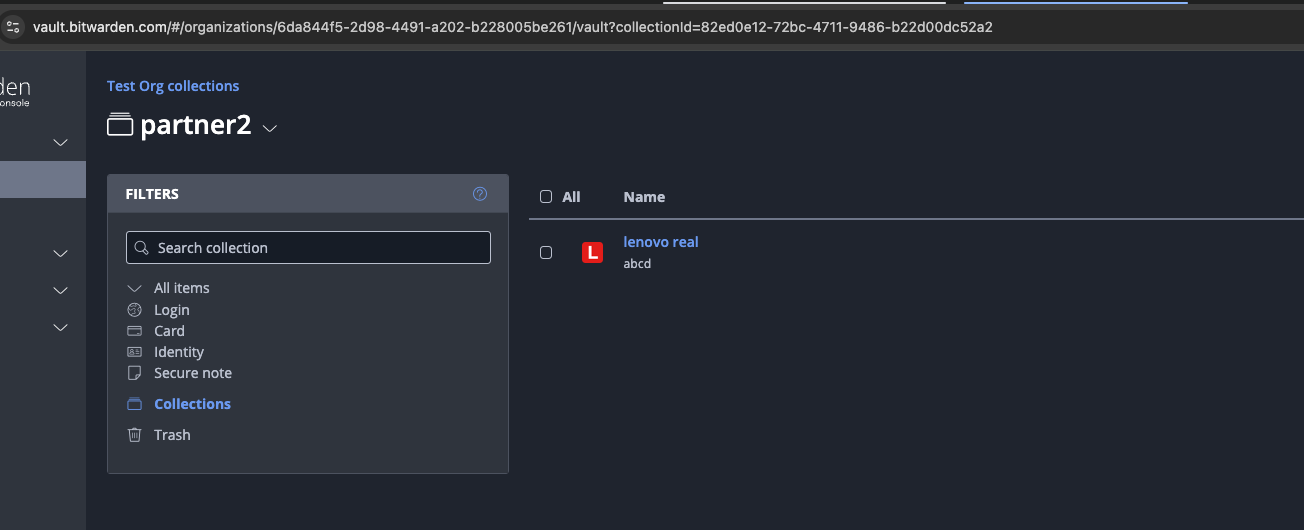 vault.bitwarden.com/#/organizations/6da844f5-2d98-4491-a202-b228005be261/vault?collectionId=82ed0e12-72bc-4711-9486-b22d00dc52a2
den
onsole
Test Org collections
partner2
FILTERS
Search collection
All items
Login
Card
Identity
Secure note
Collections
Trash
All Name
L
lenovo real
abcd